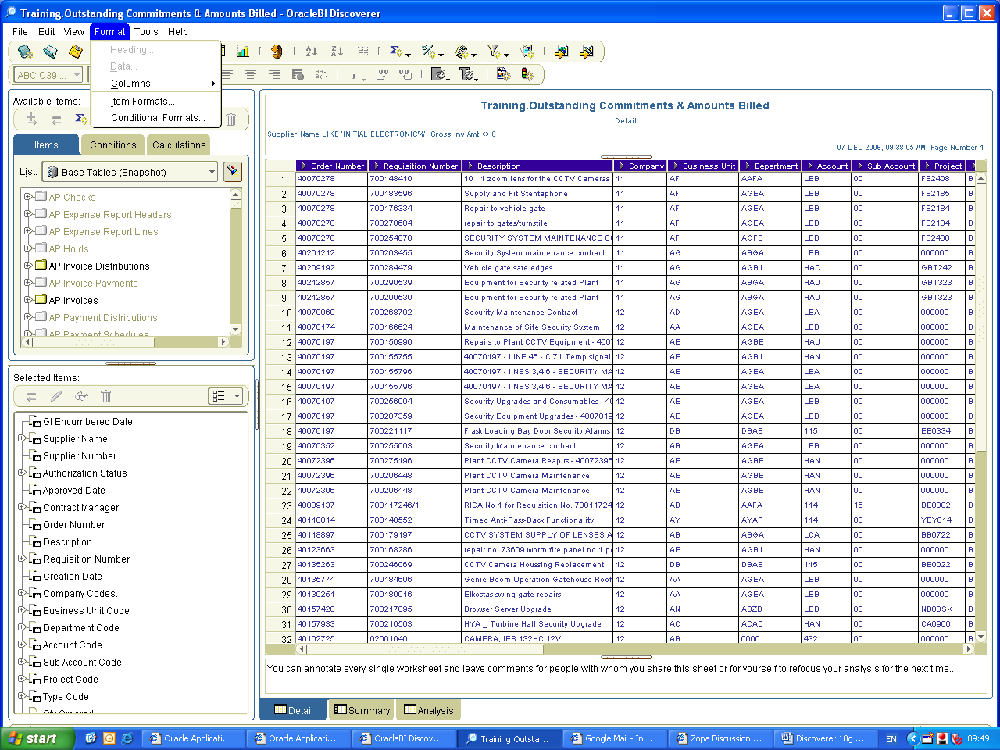 Training.Outstanding Commitments & Amounts Billed - OracleBI Discoverer
File Edit View Format Tools Help
Heading...
Data...
Columns
Item Formats...
Conditional Formats...
ABC C39 ...
Available Items:
Items Conditions Calculations
List: Base Tables (Snapshot)
AP Checks
AP Expense Report Headers
AP Expense Report Lines
AP Holds
AP Invoice Distributions
AP Invoice Payments
AP Invoices
AP Payment Distributions
AP Payment Schedules
Selected Items:
GI Encumbered Date
Supplier Name
Supplier Number
Authorization Status
Approved Date
Contract Manager
Order Number
Description
Requisition Number
Creation Date
Company Codes.
Business Unit Code
Department Code
Account Code
Sub Account Code
Project Code
Type Code
Qty Ordered
Training.Outstanding Commitments & Amounts Billed
Detail
Supplier Name LIKE 'INITIAL ELECTRONIC%', Gross Inv Amt <> 0
07-DEC-2006, 09.38.05 AM, Page Number 1
Order Number Requisition Number Description Company Business Unit Department Account Sub Account Project
1 40070278 700148410 10 : 1 zoom lens for the CCTV Cameras 11 AF AAFA LEB 00 FB2408 B
2 40070278 700183596 Supply and Fit Stentaphone 11 AF AGEA LEB 00 FB2185 B
3 40070278 700176334 Repair to vehicle gate 11 AF AGEA LEB 00 FB2184 B
4 40070278 700278604 repair to gates/turnstile 11 AF AGEA LEB 00 FB2184 B
5 40070278 700254878 SECURITY SYSTEM MAINTENANCE CO 11 AF AGFE LEB 00 FB2408 B
6 40201212 700263455 Security System maintenance contract 11 AG ABGA LEB 00 000000 B
7 40209192 700284479 Vehicle gate safe edges 11 AG AGBJ HAC 00 GBT242 B
8 40212857 700290539 Equipment for Security related Plant 11 AG ABGA HAU 00 GBT323 B
9 40212857 700290539 Equipment for Security related Plant 11 AG ABGA HAU 00 GBT323 B
10 40070069 700268702 Security Maintenance Contract 12 AD AGEA LEA 00 000000 B
11 40070174 700166624 Maintenance of Site Security System 12 AA AGEA LEB 00 000000 B
12 40070197 700156990 Repairs to Plant CCTV Equipment - 4007 12 AE AGBE HAU 00 000000 B
13 40070197 700155755 40070197 - LINE 45 - CI71 Temp signal 12 AE AGBJ HAN 00 000000 B
14 40070197 700155796 40070197 - lINES 3,4,6 - SECURITY MA 12 AE AGEA LEA 00 000000 B
15 40070197 700155796 40070197 - lINES 3,4,6 - SECURITY MA 12 AE AGEA LEA 00 000000 B
16 40070197 700256094 Security Upgrades and Consumables - 40 12 AE AGEA LEB 00 000000 B
17 40070197 700207359 Security Equipment Upgrades - 4007019 12 AE AGEA LEB 00 000000 B
18 40070197 700221117 Flask Loading Bay Door Security Alarms 12 DB DBAB 115 00 EE0334 B
19 40070352 700255603 Security Maintenance contract 12 AB AGEA LEB 00 000000 B
20 40072396 700275196 Plant CCTV Camera Reapirs - 40072396 12 AE AGBE HAN 00 000000 B
21 40072396 700206448 Plant CCTV Camera Maintenance 12 AE AGBE HAN 00 000000 B
22 40072396 700206448 Plant CCTV Camera Maintenance 12 AE AGBE HAN 00 000000 B
23 40089137 700117246/1 RICA No 1 for Requisition No. 70011724 12 AB AAFA 114 16 BE0082 B
24 40110814 700148552 Timed Anti-Pass-Back Functionality 12 AY AYAF 114 00 YEY014 B
25 40118897 700179197 CCTV SYSTEM SUPPLY OF LENSES A 12 AB ABGA LCA 00 BB0722 B
26 40123663 700168286 repair no. 73609 worm fire panel no.1 po 12 AE AGBJ HAN 00 000000 B
27 40135263 700246069 CCTV Camera Houssing Replacement 12 DB DBAB 115 00 BE0022 B
28 40135774 700184696 Genie Boom Operation Gatehouse Roof 12 AA AGEA LEB 00 000000 B
29 40139251 700189016 Elkostas swing gate repairs 12 AA AGEA LEB 00 000000 B
30 40157428 700217095 Browser Server Upgrade 12 AN ABZB LEB 00 NB00SK B
31 40157933 700216503 HYA _ Turbine Hall Security Upgrade 12 AC ACAC HAN 00 CA0900 B
32 40162725 02061040 CAMERA, IES 132HC 12V 12 AB 0000 432 00 000000 B
You can annotate every single worksheet and leave comments for people with whom you share this sheet or for yourself to refocus your analysis for the next time...
Detail Summary Analysis
start Oracle Applicati... Oracle Applicati... OracleBI Discov... Training.Outsta... Google Mail - In... Zopa Discussion ... Discoverer 10g ... EN 09:49